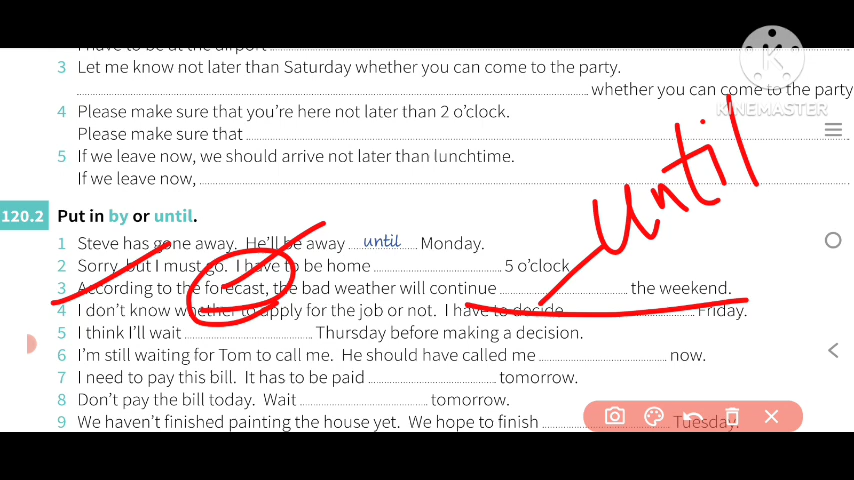 3 Let me know not later than Saturday whether you can come to the party.
............ whether you can come to the party
4 Please make sure that you're here not later than 2 o'clock.
Please make sure that ............
5 If we leave now, we should arrive not later than lunchtime.
If we leave now, ............
KINEMASTER
until
120.2 Put in by or until.
1 Steve has gone away. He'll be away until Monday.
2 Sorry, but I must go. I have to be home ............ 5 o'clock.
3 According to the forecast, the bad weather will continue ............ the weekend.
4 I don't know whether to apply for the job or not. I have to decide ............ Friday.
5 I think I'll wait ............ Thursday before making a decision.
6 I'm still waiting for Tom to call me. He should have called me ............ now.
7 I need to pay this bill. It has to be paid ............ tomorrow.
8 Don't pay the bill today. Wait ............ tomorrow.
9 We haven't finished painting the house yet. We hope to finish ............ Tuesday.